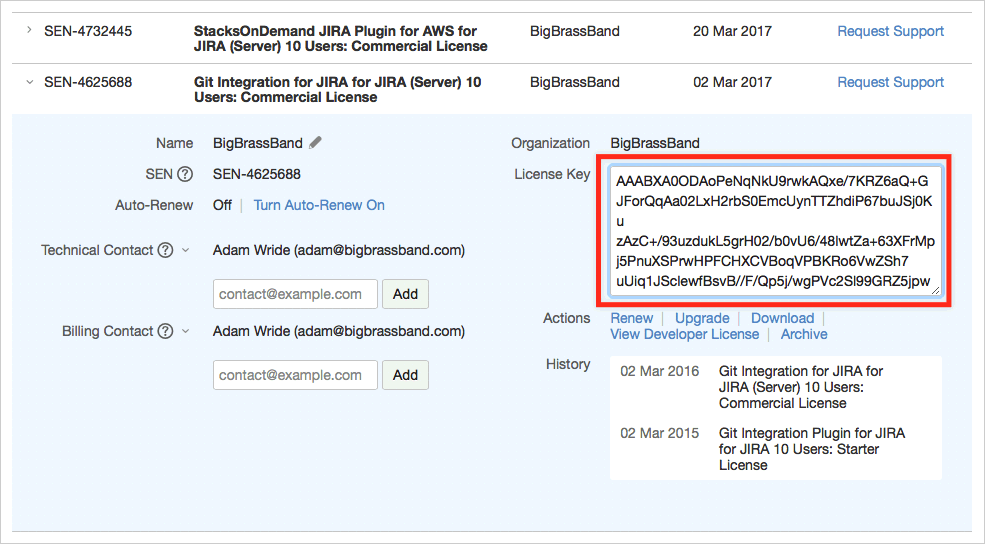 SEN-4732445
StacksOnDemand JIRA Plugin for AWS for
JIRA (Server) 10 Users: Commercial License
BigBrassBand
20 Mar 2017
Request Support
SEN-4625688
Git Integration for JIRA for JIRA (Server) 10
Users: Commercial License
BigBrassBand
02 Mar 2017
Request Support
Name BigBrassBand
SEN ? SEN-4625688
Auto-Renew Off | Turn Auto-Renew On
Technical Contact ? Adam Wride (adam@bigbrassband.com)
contact@example.com Add
Billing Contact ? Adam Wride (adam@bigbrassband.com)
contact@example.com Add
Organization BigBrassBand
License Key
AAABXA0ODAoPeNqNkU9rwkAQxe/7KRZ6aQ+G
JForQqAa02LxH2rbS0EmcUynTTZhdiP67buJSj0K
u
zAzC+/93uzdukL5grH02/b0vU6/48lwtZa+63XFrMp
j5PnuXSPrwHPFCHXCVBoqVPBKRo6VwZSh7
uUiq1JSclewfBsvB//F/Qp5j/wgPVc2Sl99GRZ5jpw
Actions Renew | Upgrade | Download |
View Developer License | Archive
History
02 Mar 2016 Git Integration for JIRA for
JIRA (Server) 10 Users:
Commercial License
02 Mar 2015 Git Integration Plugin for JIRA
for JIRA 10 Users: Starter
License